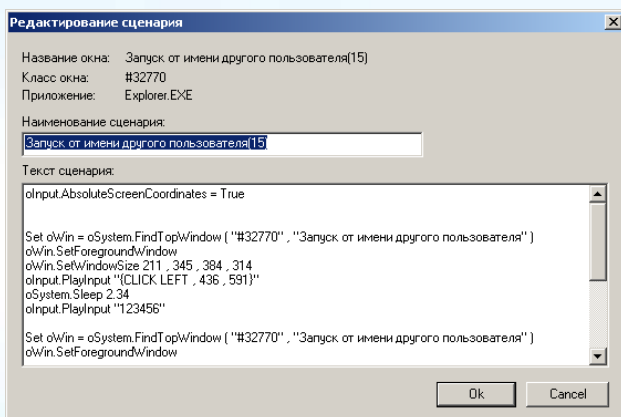 Редактирование сценария
Название окна: Запуск от имени другого пользователя(15)
Класс окна: #32770
Приложение: Explorer.EXE
Наименование сценария:
Запуск от имени другого пользователя(15)
Текст сценария:
oInput.AbsoluteScreenCoordinates = True
Set oWin = oSystem.FindTopWindow ( "#32770" , "Запуск от имени другого пользователя" )
oWin.SetForegroundWindow
oWin.SetWindowSize 211 , 345 , 384 , 314
oInput.PlayInput "{CLICK LEFT , 436 , 591}"
oSystem.Sleep 2.34
oInput.PlayInput "123456"
Set oWin = oSystem.FindTopWindow ( "#32770" , "Запуск от имени другого пользователя" )
oWin.SetForegroundWindow
Ok Cancel